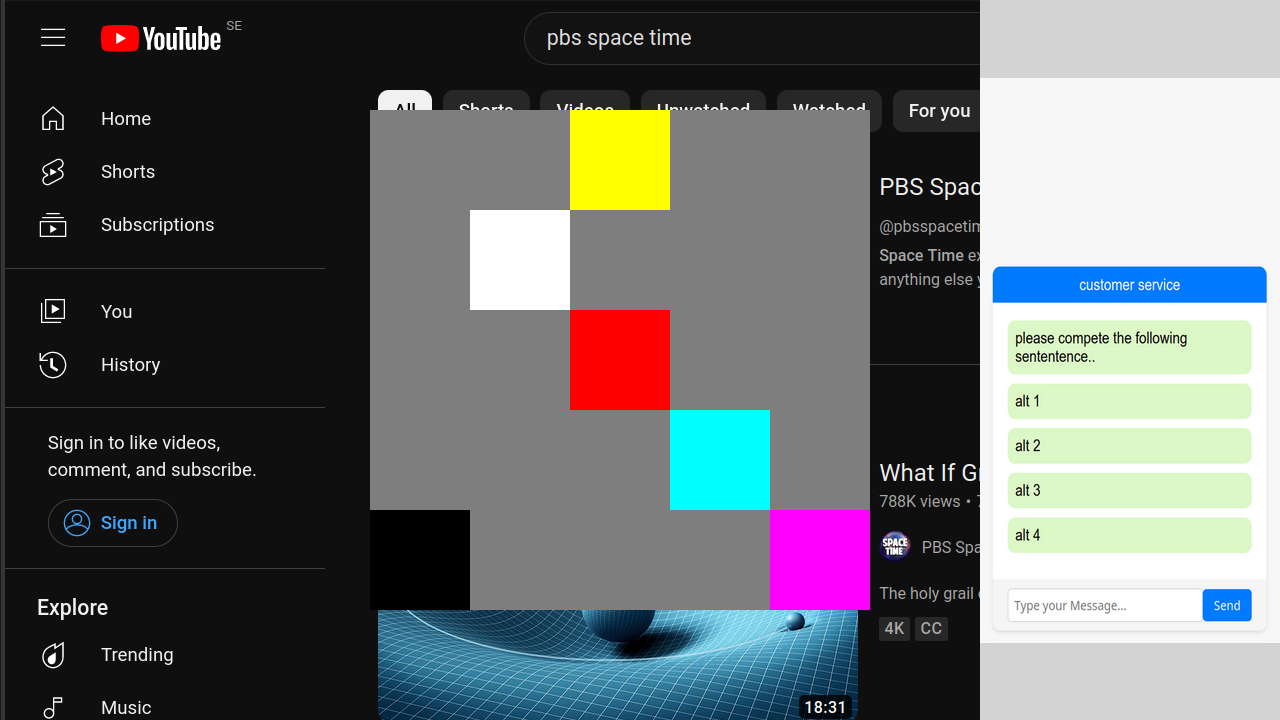 YouTube SE
pbs space time
Home
Shorts
Subscriptions
You
History
Sign in to like videos,
comment, and subscribe.
Sign in
Explore
Trending
Music
All Shorts Videos Unwatched Watched For you
PBS Spac
@pbsspacetim
Space Time ex
anything else y
What If G
788K views •
SPACE TIME
PBS Spa
The holy grail
4K CC
18:31
customer service
please compete the following
sententence..
alt 1
alt 2
alt 3
alt 4
Type your Message...
Send